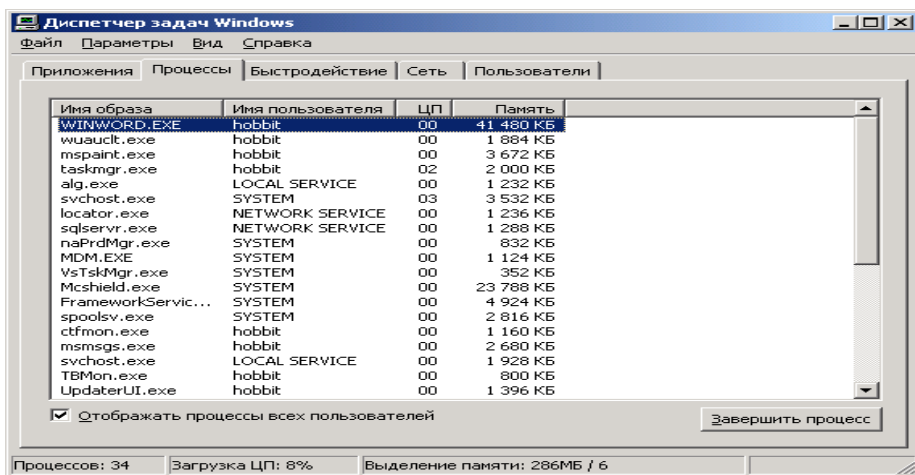 Диспетчер задач Windows
Файл Параметры Вид Справка
Приложения Процессы Быстродействие Сеть Пользователи
Имя образа Имя пользователя ЦП Память
WINWORD.EXE hobbit 00 41 480 КБ
wuauclt.exe hobbit 00 1 884 КБ
mspaint.exe hobbit 00 3 672 КБ
taskmgr.exe hobbit 02 2 000 КБ
alg.exe LOCAL SERVICE 00 1 232 КБ
svchost.exe SYSTEM 03 3 532 КБ
locator.exe NETWORK SERVICE 00 1 236 КБ
sqlservr.exe NETWORK SERVICE 00 1 288 КБ
naPrdMgr.exe SYSTEM 00 832 КБ
MDM.EXE SYSTEM 00 1 124 КБ
VsTskMgr.exe SYSTEM 00 352 КБ
Mcshield.exe SYSTEM 00 23 788 КБ
FrameworkServic... SYSTEM 00 4 924 КБ
spoolsv.exe SYSTEM 00 2 816 КБ
ctfmon.exe hobbit 00 1 160 КБ
msmsgs.exe hobbit 00 2 680 КБ
svchost.exe LOCAL SERVICE 00 1 928 КБ
TBMon.exe hobbit 00 800 КБ
UpdaterUI.exe hobbit 00 1 396 КБ
Отображать процессы всех пользователей Завершить процесс
Процессов: 34 Загрузка ЦП: 8% Выделение памяти: 286МБ / 6